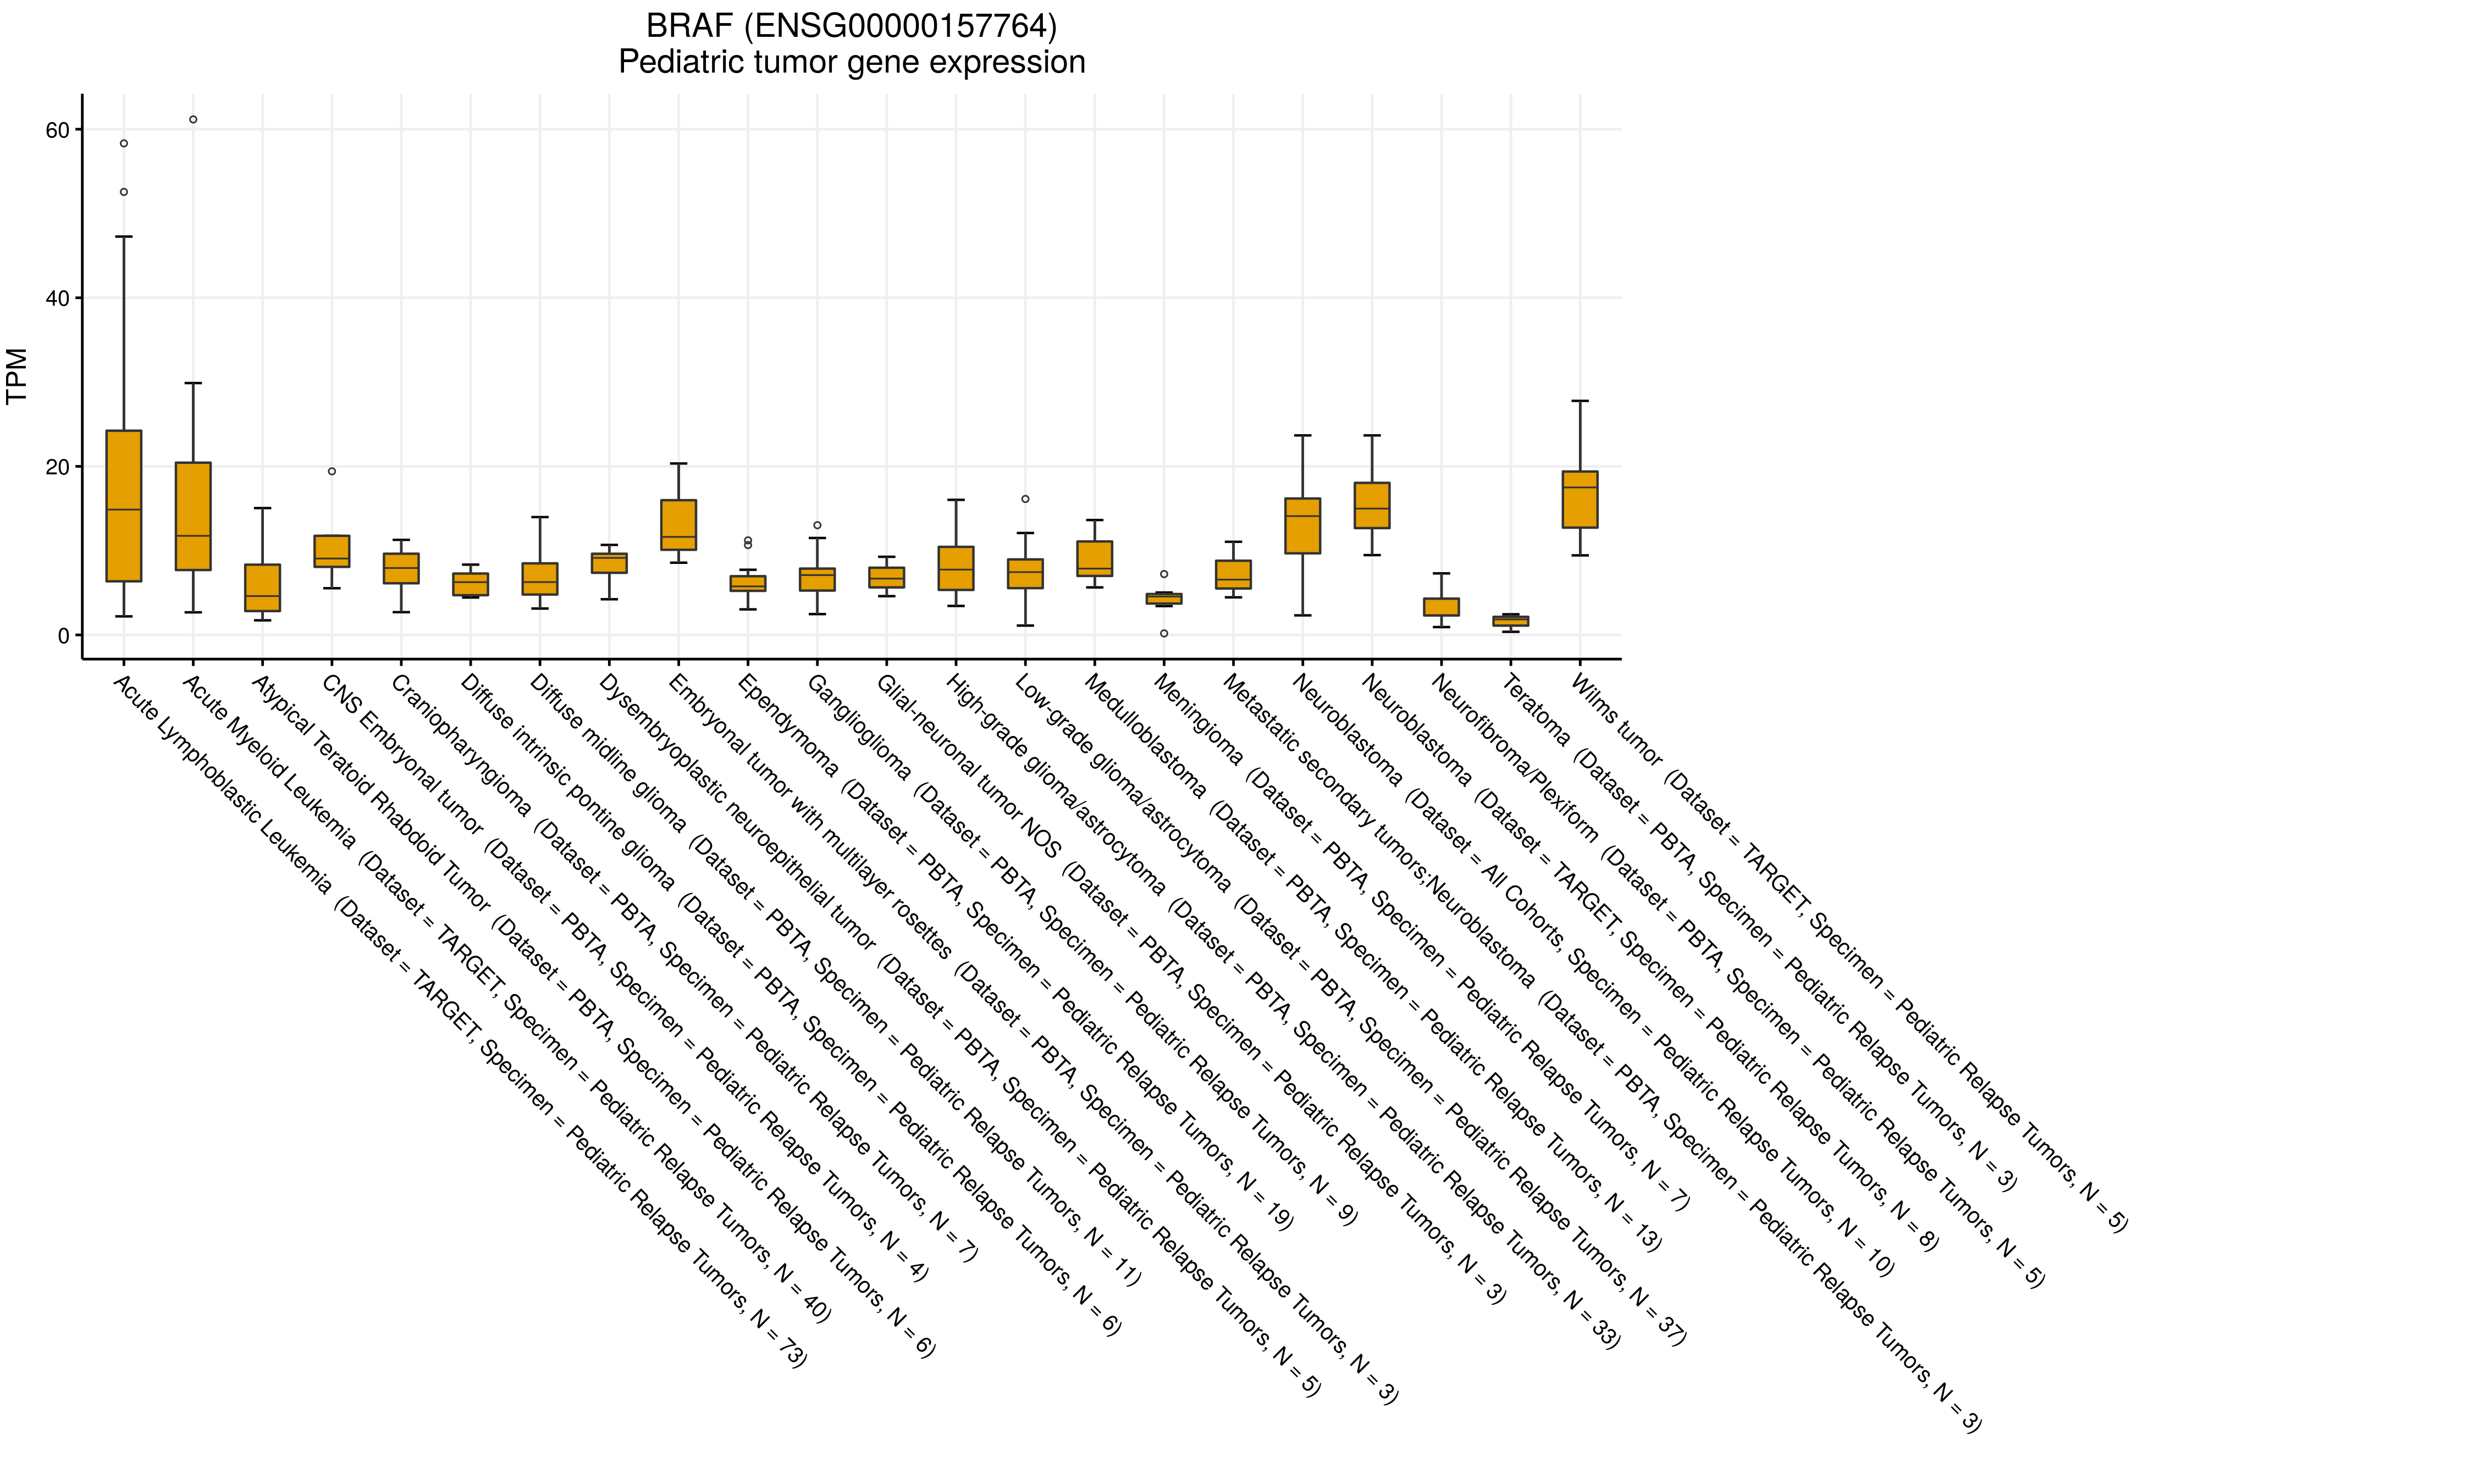 BRAF (ENSG00000157764)
Pediatric tumor gene expression
TPM
60
40
20
0
Acute Lymphoblastic Leukemia (Dataset = TARGET, Specimen = Pediatric Relapse Tumors, N = 73)
Acute Myeloid Leukemia (Dataset = TARGET, Specimen = Pediatric Relapse Tumors, N = 40)
Atypical Teratoid Rhabdoid Tumor (Dataset = PBTA, Specimen = Pediatric Relapse Tumors, N = 6)
CNS Embryonal tumor (Dataset = PBTA, Specimen = Pediatric Relapse Tumors, N = 4)
Craniopharyngioma (Dataset = PBTA, Specimen = Pediatric Relapse Tumors, N = 7)
Diffuse intrinsic pontine glioma (Dataset = PBTA, Specimen = Pediatric Relapse Tumors, N = 6)
Diffuse midline glioma (Dataset = PBTA, Specimen = Pediatric Relapse Tumors, N = 11)
Dysembryoplastic neuroepithelial tumor (Dataset = PBTA, Specimen = Pediatric Relapse Tumors, N = 5)
Embryonal tumor with multilayer rosettes (Dataset = PBTA, Specimen = Pediatric Relapse Tumors, N = 3)
Ependymoma (Dataset = PBTA, Specimen = Pediatric Relapse Tumors, N = 19)
Ganglioglioma (Dataset = PBTA, Specimen = Pediatric Relapse Tumors, N = 9)
Glial-neuronal tumor NOS (Dataset = PBTA, Specimen = Pediatric Relapse Tumors, N = 3)
High-grade glioma/astrocytoma (Dataset = PBTA, Specimen = Pediatric Relapse Tumors, N = 33)
Low-grade glioma/astrocytoma (Dataset = PBTA, Specimen = Pediatric Relapse Tumors, N = 37)
Medulloblastoma (Dataset = PBTA, Specimen = Pediatric Relapse Tumors, N = 13)
Meningioma (Dataset = PBTA, Specimen = Pediatric Relapse Tumors, N = 7)
Metastatic secondary tumors;Neuroblastoma (Dataset = PBTA, Specimen = Pediatric Relapse Tumors, N = 3)
Neuroblastoma (Dataset = All Cohorts, Specimen = Pediatric Relapse Tumors, N = 10)
Neuroblastoma (Dataset = TARGET, Specimen = Pediatric Relapse Tumors, N = 8)
Neurofibroma/Plexiform (Dataset = PBTA, Specimen = Pediatric Relapse Tumors, N = 5)
Teratoma (Dataset = PBTA, Specimen = Pediatric Relapse Tumors, N = 3)
Wilms tumor (Dataset = TARGET, Specimen = Pediatric Relapse Tumors, N = 5)